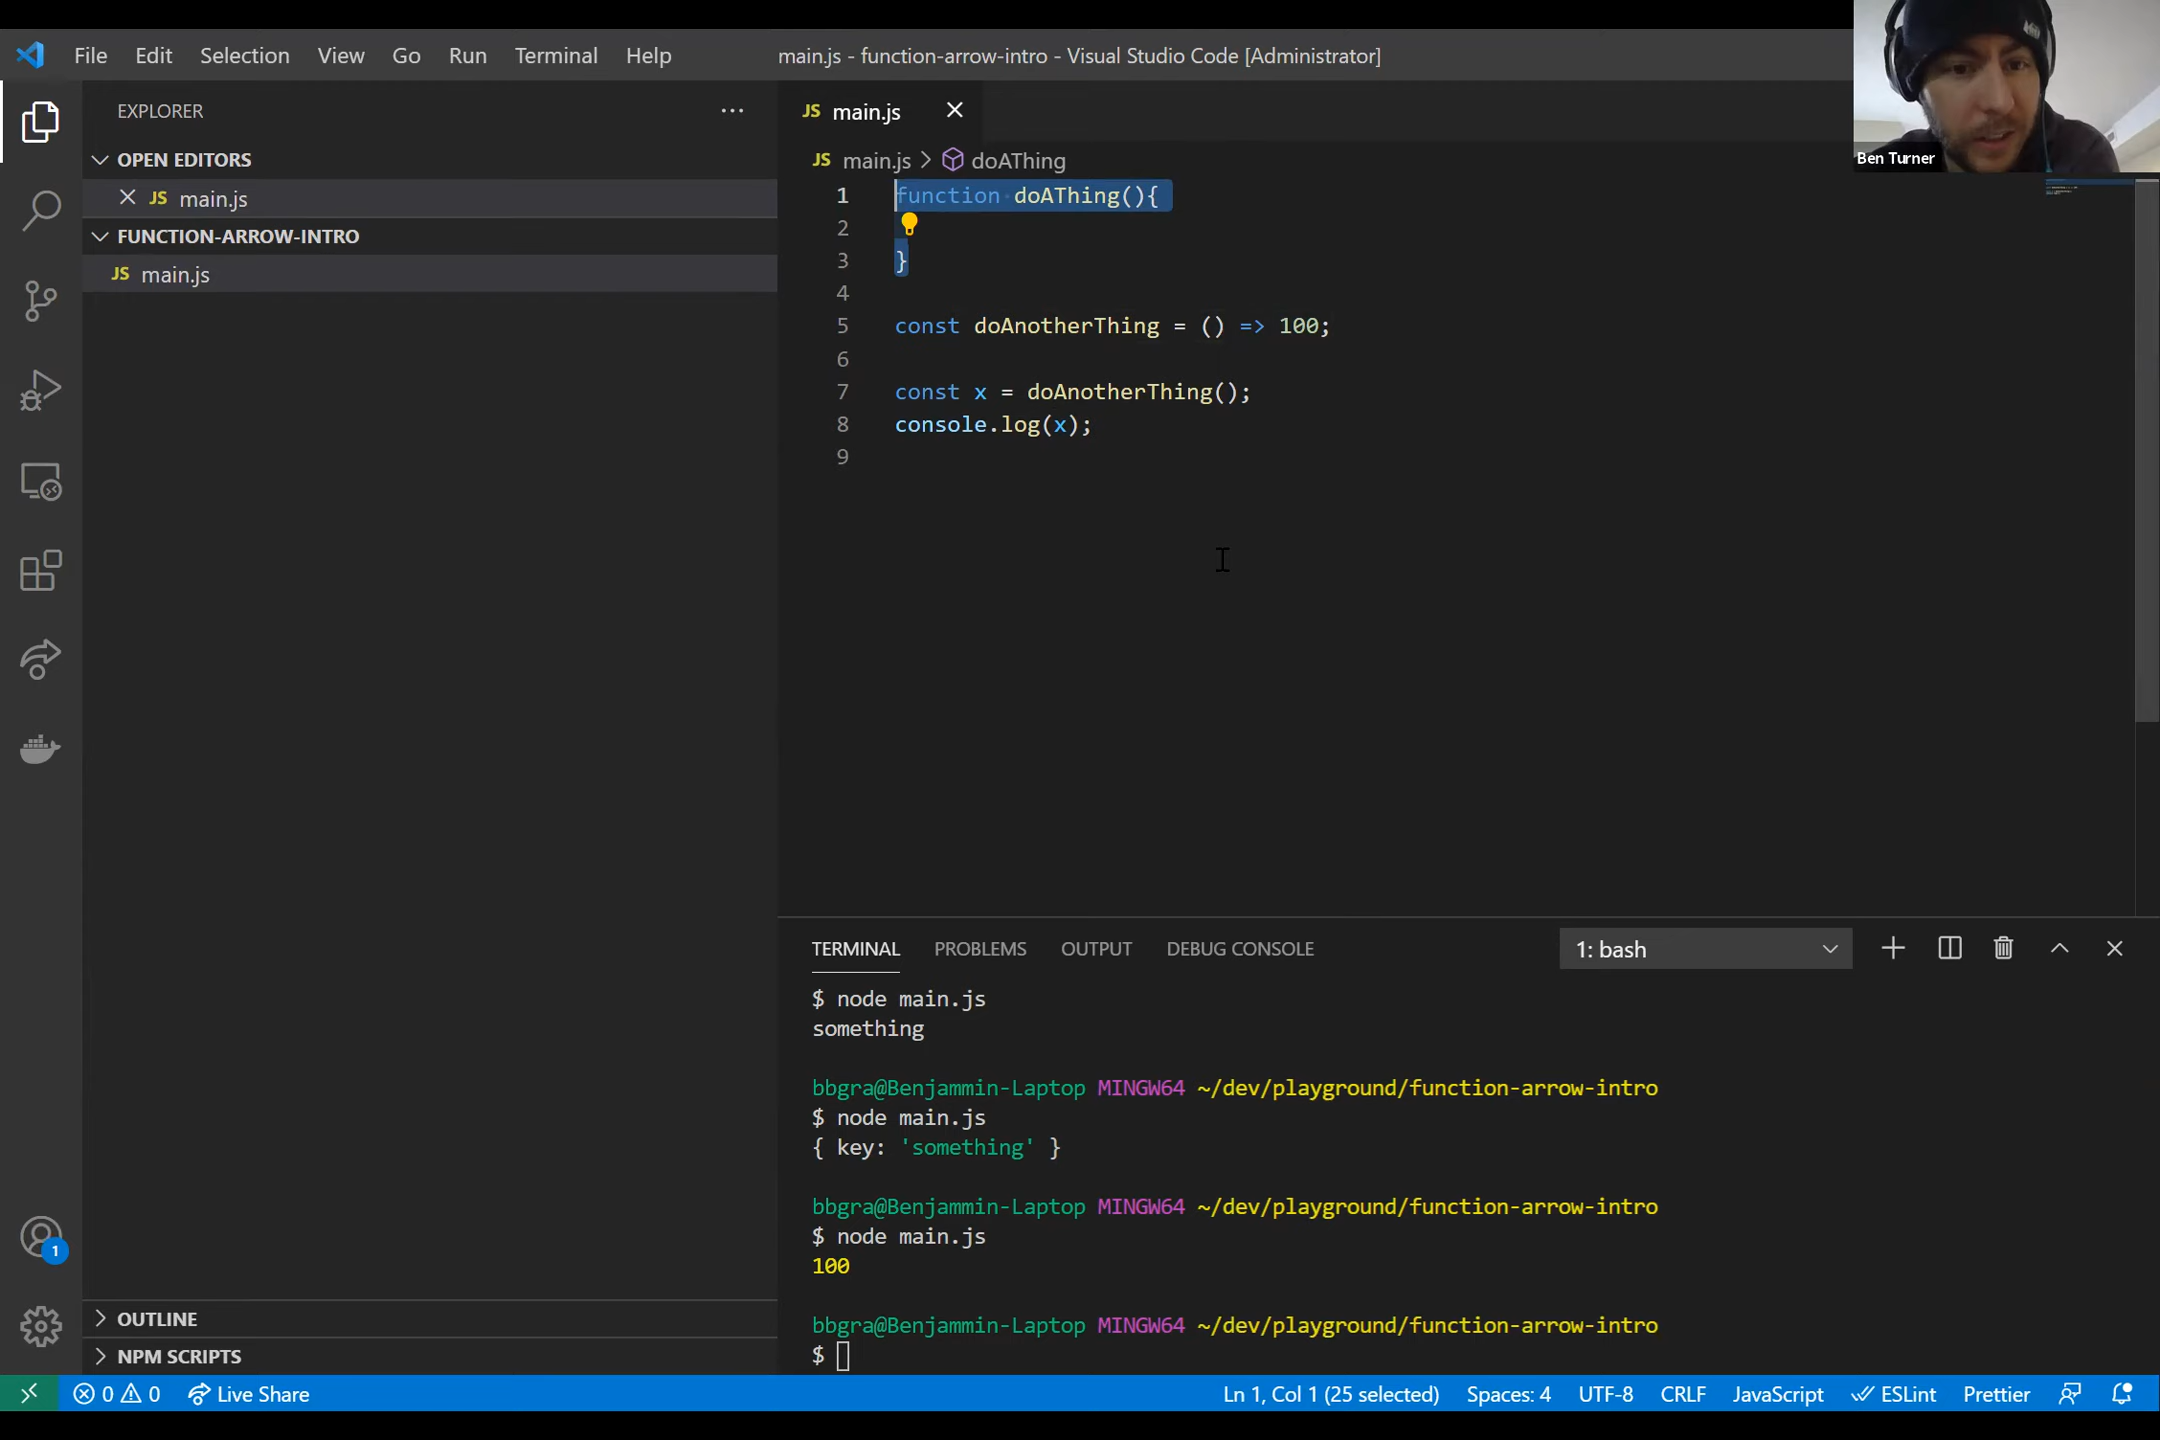 File Edit Selection View Go Run Terminal Help main.js - function-arrow-intro - Visual Studio Code [Administrator]
Ben Turner
EXPLORER
OPEN EDITORS
JS main.js
FUNCTION-ARROW-INTRO
JS main.js
OUTLINE
NPM SCRIPTS
1
JS main.js
JS main.js > doAThing
1 function doAThing(){
2
3 }
4
5 const doAnotherThing = () => 100;
6
7 const x = doAnotherThing();
8 console.log(x);
9
TERMINAL PROBLEMS OUTPUT DEBUG CONSOLE 1: bash
$ node main.js
something
bbgra@Benjammin-Laptop MINGW64 ~/dev/playground/function-arrow-intro
$ node main.js
{ key: 'something' }
bbgra@Benjammin-Laptop MINGW64 ~/dev/playground/function-arrow-intro
$ node main.js
100
bbgra@Benjammin-Laptop MINGW64 ~/dev/playground/function-arrow-intro
$
0 0 Live Share Ln 1, Col 1 (25 selected) Spaces: 4 UTF-8 CRLF JavaScript ESLint Prettier